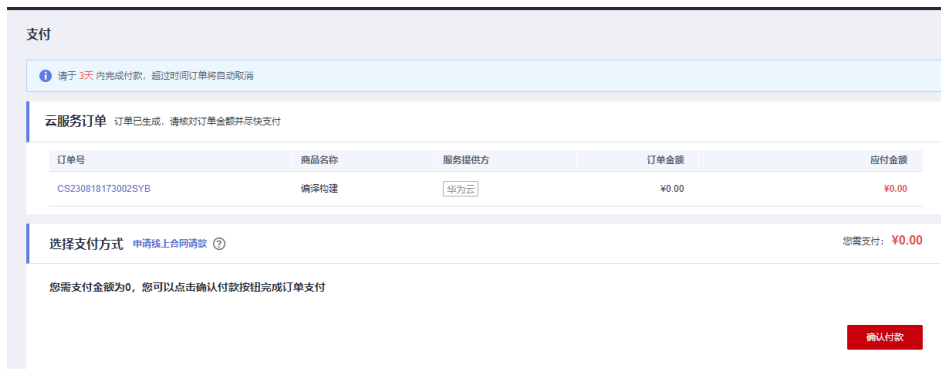 支付
请于 3天 内完成付款，超过时间订单将自动取消
云服务订单 订单已生成，请核对订单金额并尽快支付
订单号 商品名称 服务提供方 订单金额 应付金额
CS230818173002SYB 编译构建 华为云 ¥0.00 ¥0.00
选择支付方式 申请线上合同请款 ? 您需支付：¥0.00
您需支付金额为0，您可以点击确认付款按钮完成订单支付
确认付款